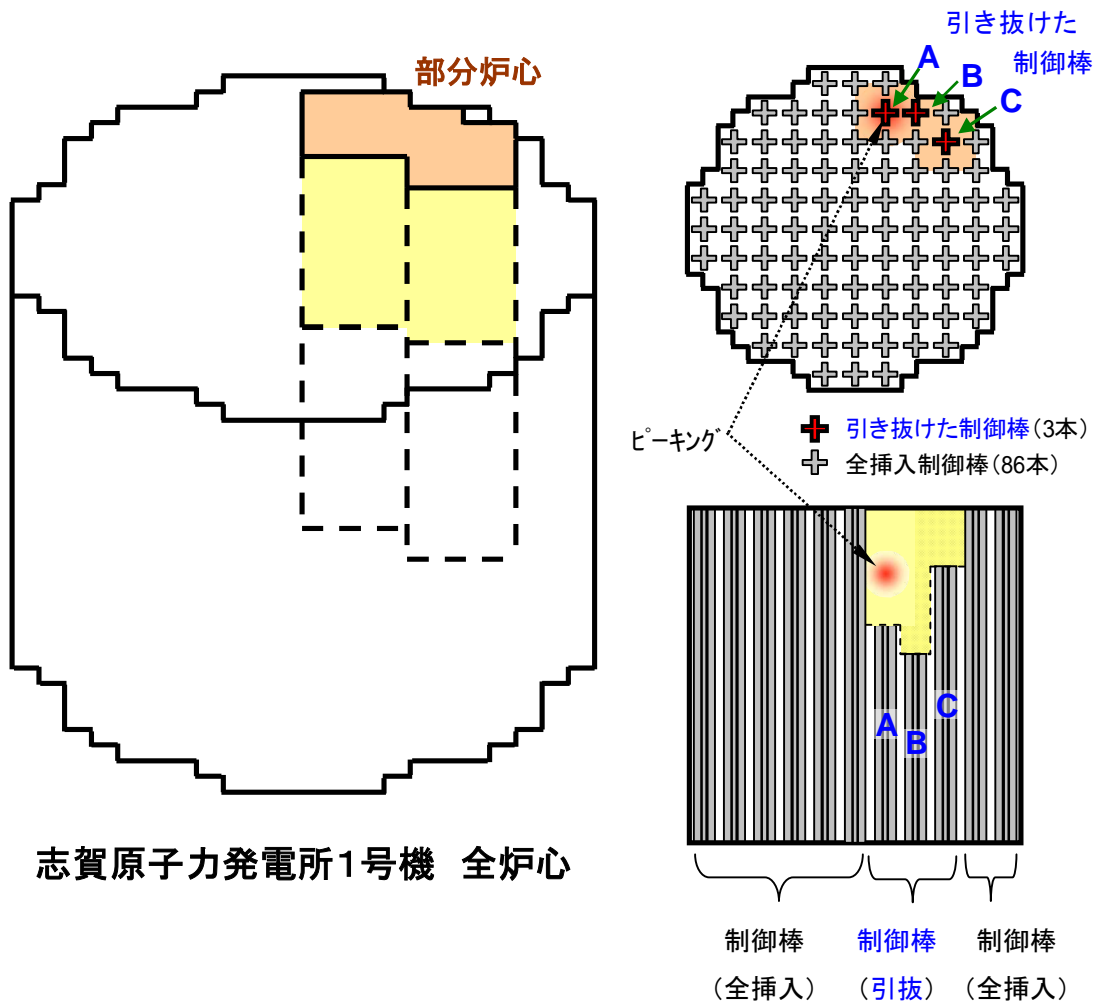 部分炉心
引き抜けた
制御棒
A
B
C
ピーキング
引き抜けた制御棒(3本)
全挿入制御棒(86本)
A
B
C
志賀原子力発電所1号機 全炉心
制御棒 制御棒 制御棒
(全挿入) (引抜) (全挿入)